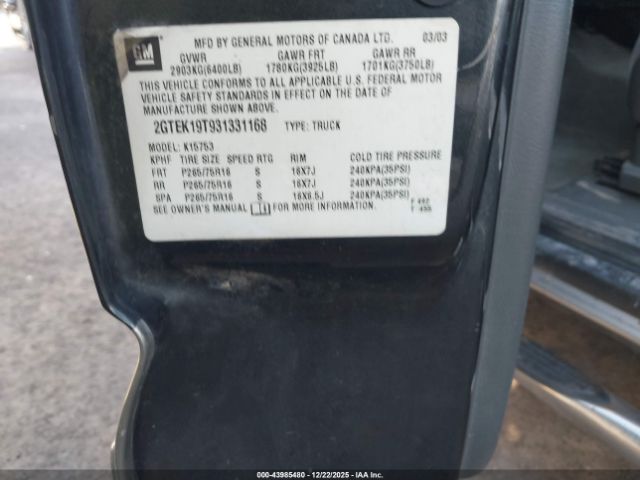 GM
MFD BY GENERAL MOTORS OF CANADA LTD. 03/03
GVWR GAWR FRT GAWR RR
2903KG(6400LB) 1780KG(3925LB) 1701KG(3750LB)
THIS VEHICLE CONFORMS TO ALL APPLICABLE U.S. FEDERAL MOTOR
VEHICLE SAFETY STANDARDS IN EFFECT ON THE DATE OF
MANUFACTURE SHOWN ABOVE.
2GTEK19T931331168 TYPE: TRUCK
MODEL: K15753
KPHF TIRE SIZE SPEED RTG RIM COLD TIRE PRESSURE
FRT P265/75R16 S 16X7J 240KPA(35PSI)
RR P265/75R16 S 16X7J 240KPA(35PSI)
SPA P265/75R16 S 16X6.5J 240KPA(35PSI)
SEE OWNER'S MANUAL FOR MORE INFORMATION.
000-43985480 12/22/2025 IAA Inc.